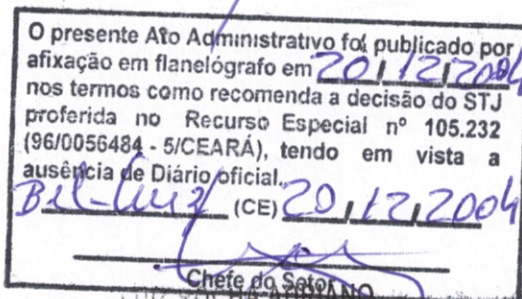 O presente Ato Administrativo foi publicado por
afixação em flanelógrafo em 20/12/2004
nos termos como recomenda a decisão do STJ
proferida no Recurso Especial nº 105.232
(96/0056484 - 5/CEARÁ), tendo em vista a
ausência de Diário oficial.
(CE) 20/12/2004
Chefe do Setor